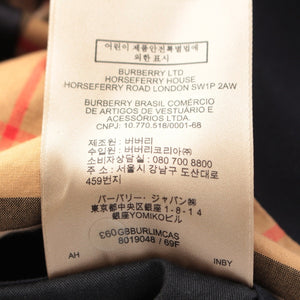 어린이 제품안전특별법에
의한 표시
BURBERRY LTD
HORSEFERRY HOUSE
HORSEFERRY ROAD LONDON SW1P 2AW
BURBERRY BRASIL COMÉRCIO
DE ARTIGOS DE VESTUÁRIO E
ACESSÓRIOS LTDA.
CNPJ: 10.770.518/0001-68
제조원: 버버리
수입원: 버버리코리아㈜
소비자상담실: 080 700 8800
주소: 서울시 강남구 도산대로
459번지
バーバリー・ジャパン㈱
東京都中央区銀座1-8-14
銀座YOMIKOビル
GBBURLIMCAS
8019048 / 69F
AH
INBY